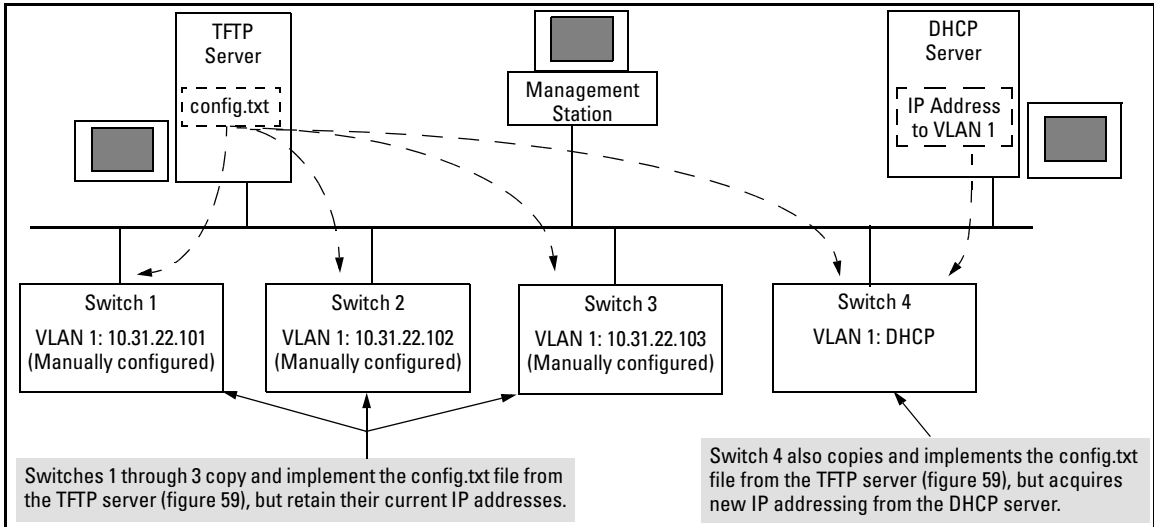 TFTP
Server
config.txt
Management
Station
DHCP
Server
IP Address
to VLAN 1
Switch 1
VLAN 1: 10.31.22.101
(Manually configured)
Switch 2
VLAN 1: 10.31.22.102
(Manually configured)
Switch 3
VLAN 1: 10.31.22.103
(Manually configured)
Switch 4
VLAN 1: DHCP
Switches 1 through 3 copy and implement the config.txt file from
the TFTP server (figure 59), but retain their current IP addresses.
Switch 4 also copies and implements the config.txt
file from the TFTP server (figure 59), but acquires
new IP addressing from the DHCP server.